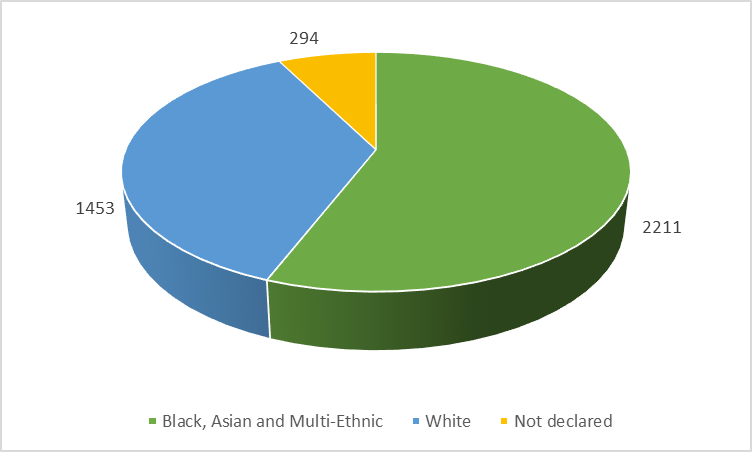 294
1453
2211
Black, Asian and Multi-Ethnic White Not declared